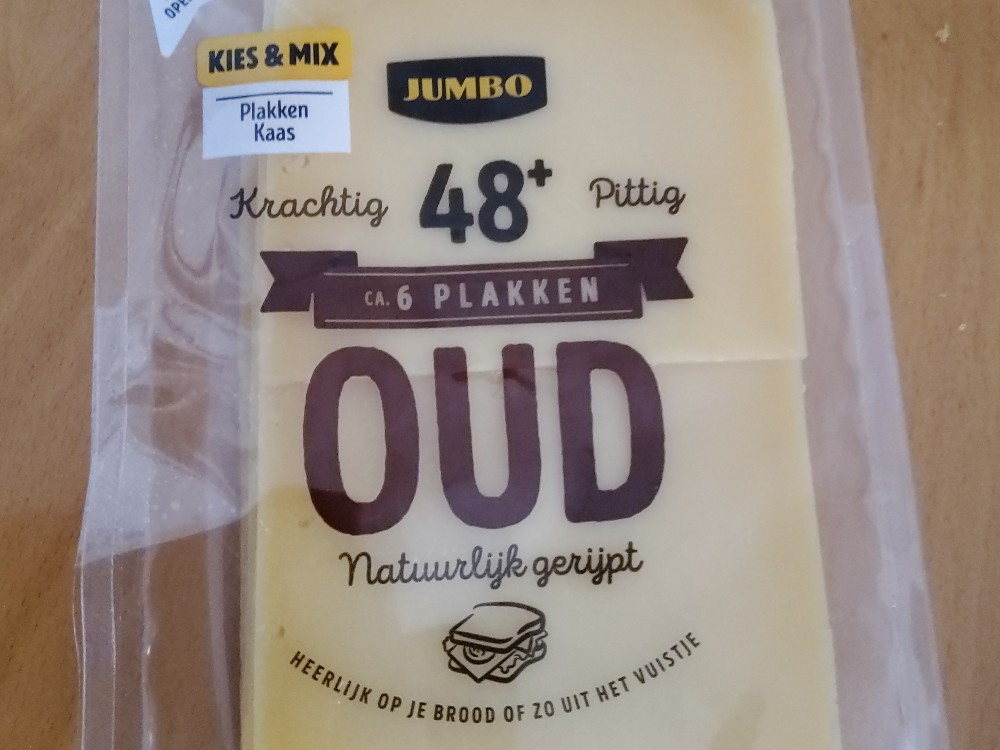 KIES & MIX
Plakken
Kaas
JUMBO
Krachtig 48+ Pittig
CA. 6 PLAKKEN
OUD
Natuurlijk gerijpt
HEERLIJK OP JE BROOD OF ZO UIT HET VUISTJE